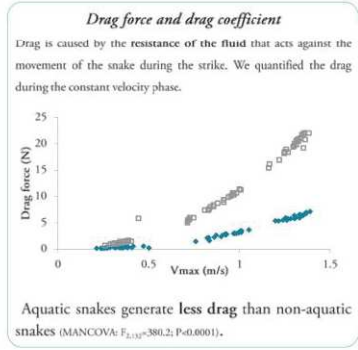 Drag force and drag coefficient
Drag is caused by the resistance of the fluid that acts against the
movement of the snake during the strike. We quantified the drag
during the constant velocity phase.
25
20
15
10
5
0
Drag force (N)
0
0.5
1
1.5
Vmax (m/s)
Aquatic snakes generate less drag than non-aquatic
snakes (MANCOVA: =380.2; P<0.0001).